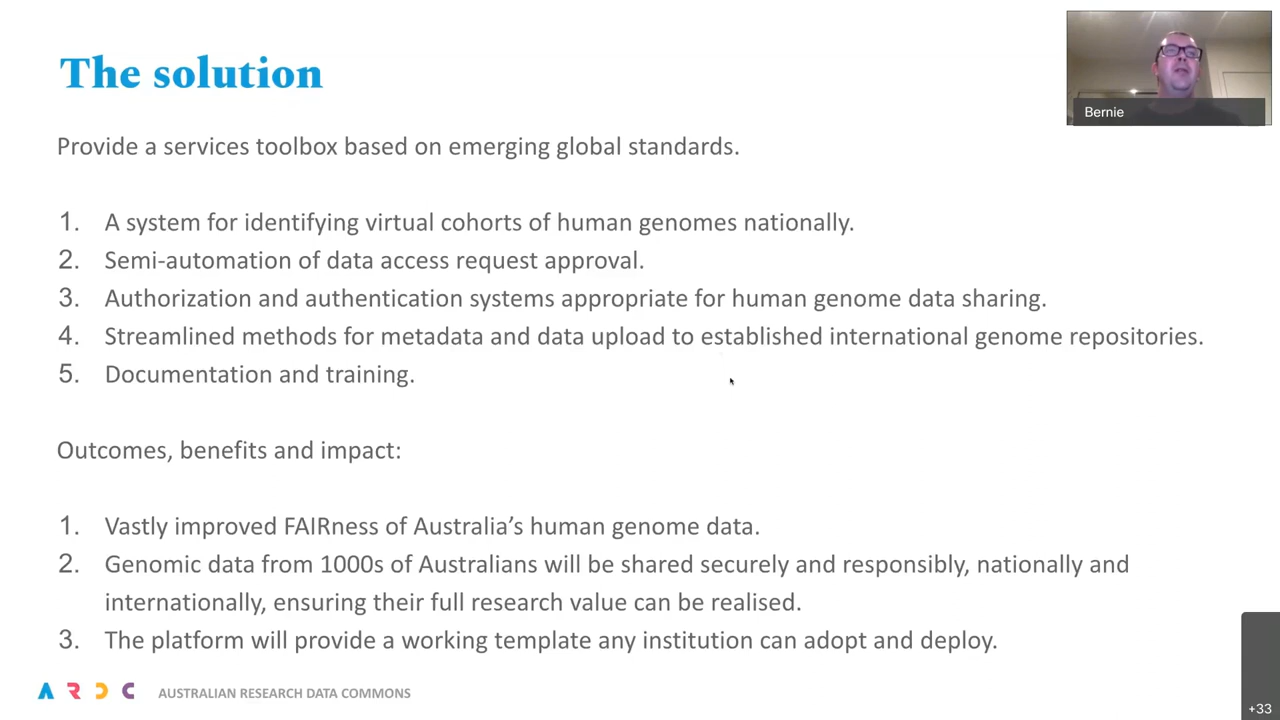 The solution
Bernie
Provide a services toolbox based on emerging global standards.
1. A system for identifying virtual cohorts of human genomes nationally.
2. Semi-automation of data access request approval.
3. Authorization and authentication systems appropriate for human genome data sharing.
4. Streamlined methods for metadata and data upload to established international genome repositories.
5. Documentation and training.
Outcomes, benefits and impact:
1. Vastly improved FAIRness of Australia’s human genome data.
2. Genomic data from 1000s of Australians will be shared securely and responsibly, nationally and
internationally, ensuring their full research value can be realised.
3. The platform will provide a working template any institution can adopt and deploy.
ARDC AUSTRALIAN RESEARCH DATA COMMONS
+33